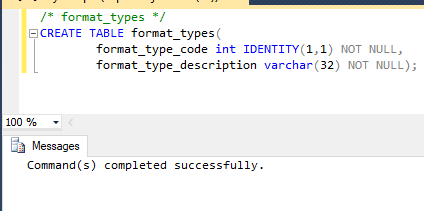 /* format_types */
CREATE TABLE format_types(
format_type_code int IDENTITY(1,1) NOT NULL,
format_type_description varchar(32) NOT NULL);
100 %
Messages
Command(s) completed successfully.